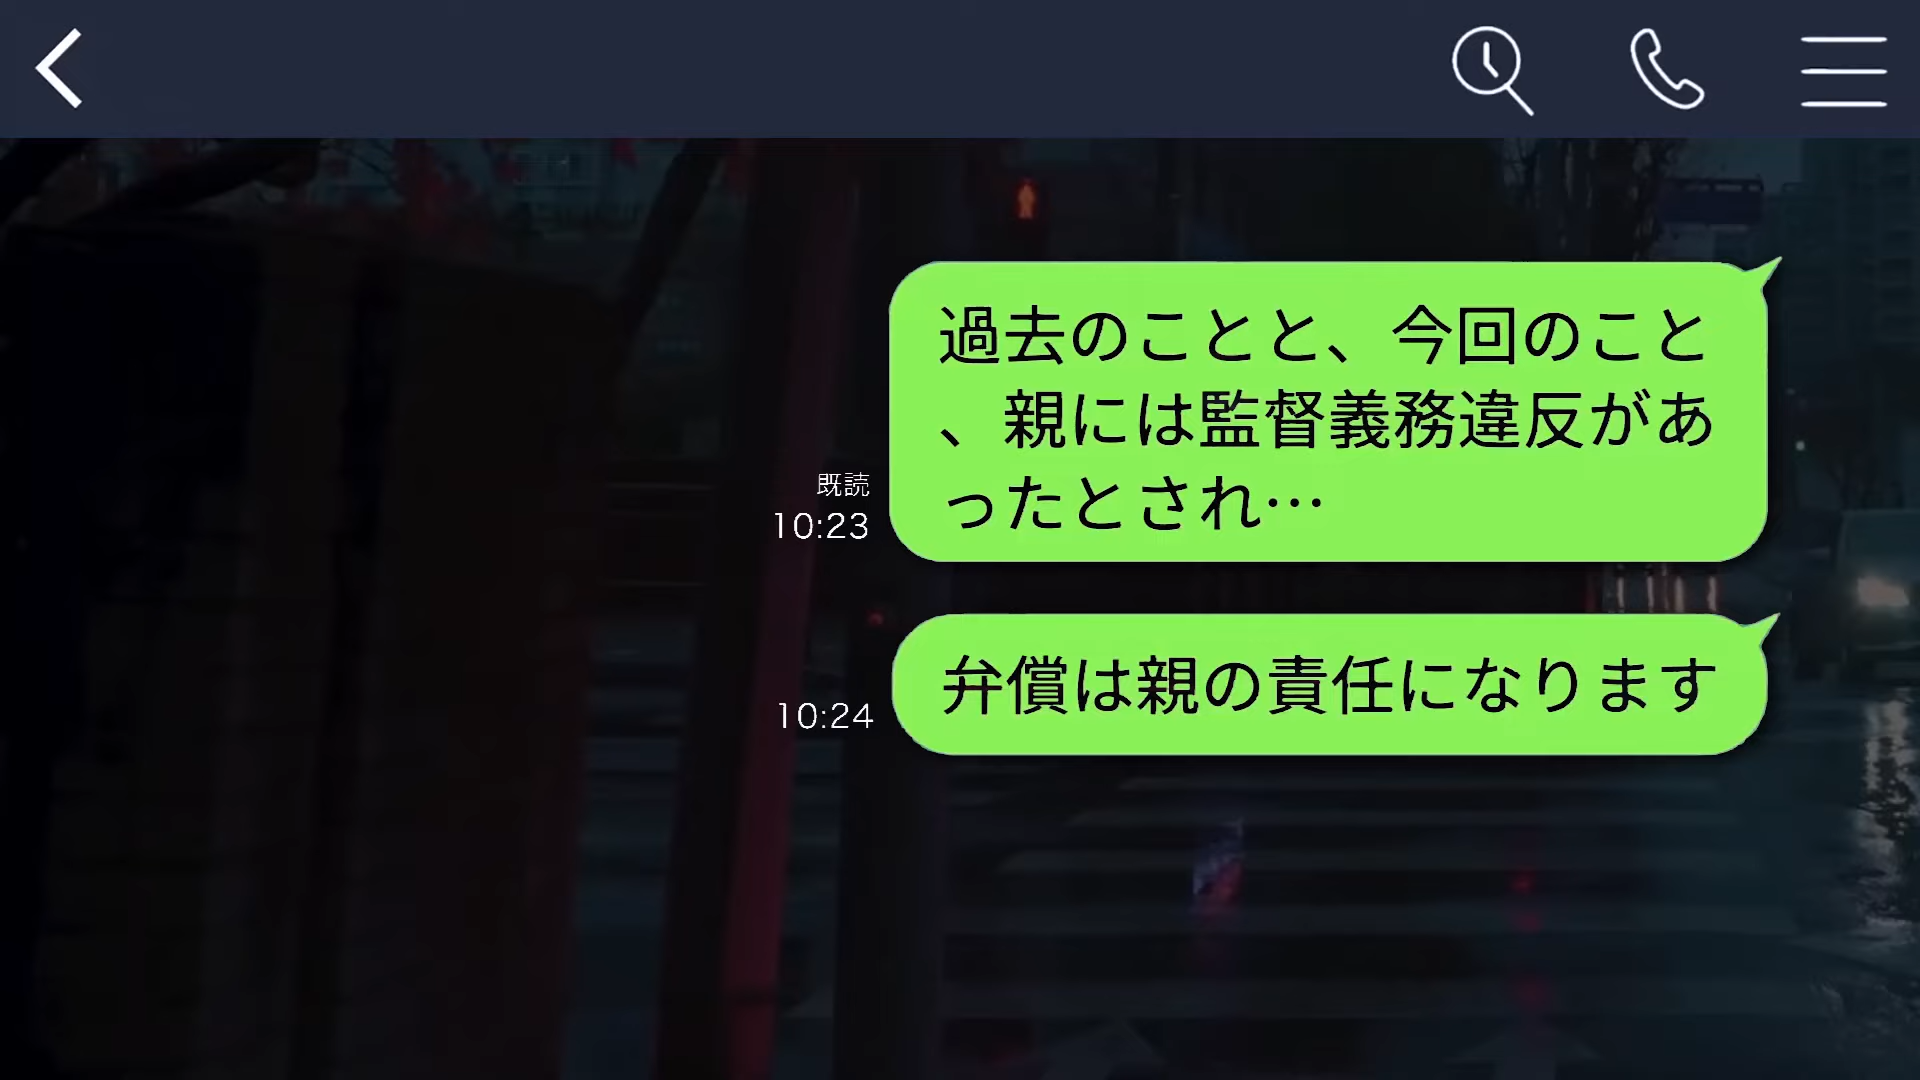 過去のことと、今回のこと
、親には監督義務違反があ
ったとされ…
既読
10:23
弁償は親の責任になります
10:24